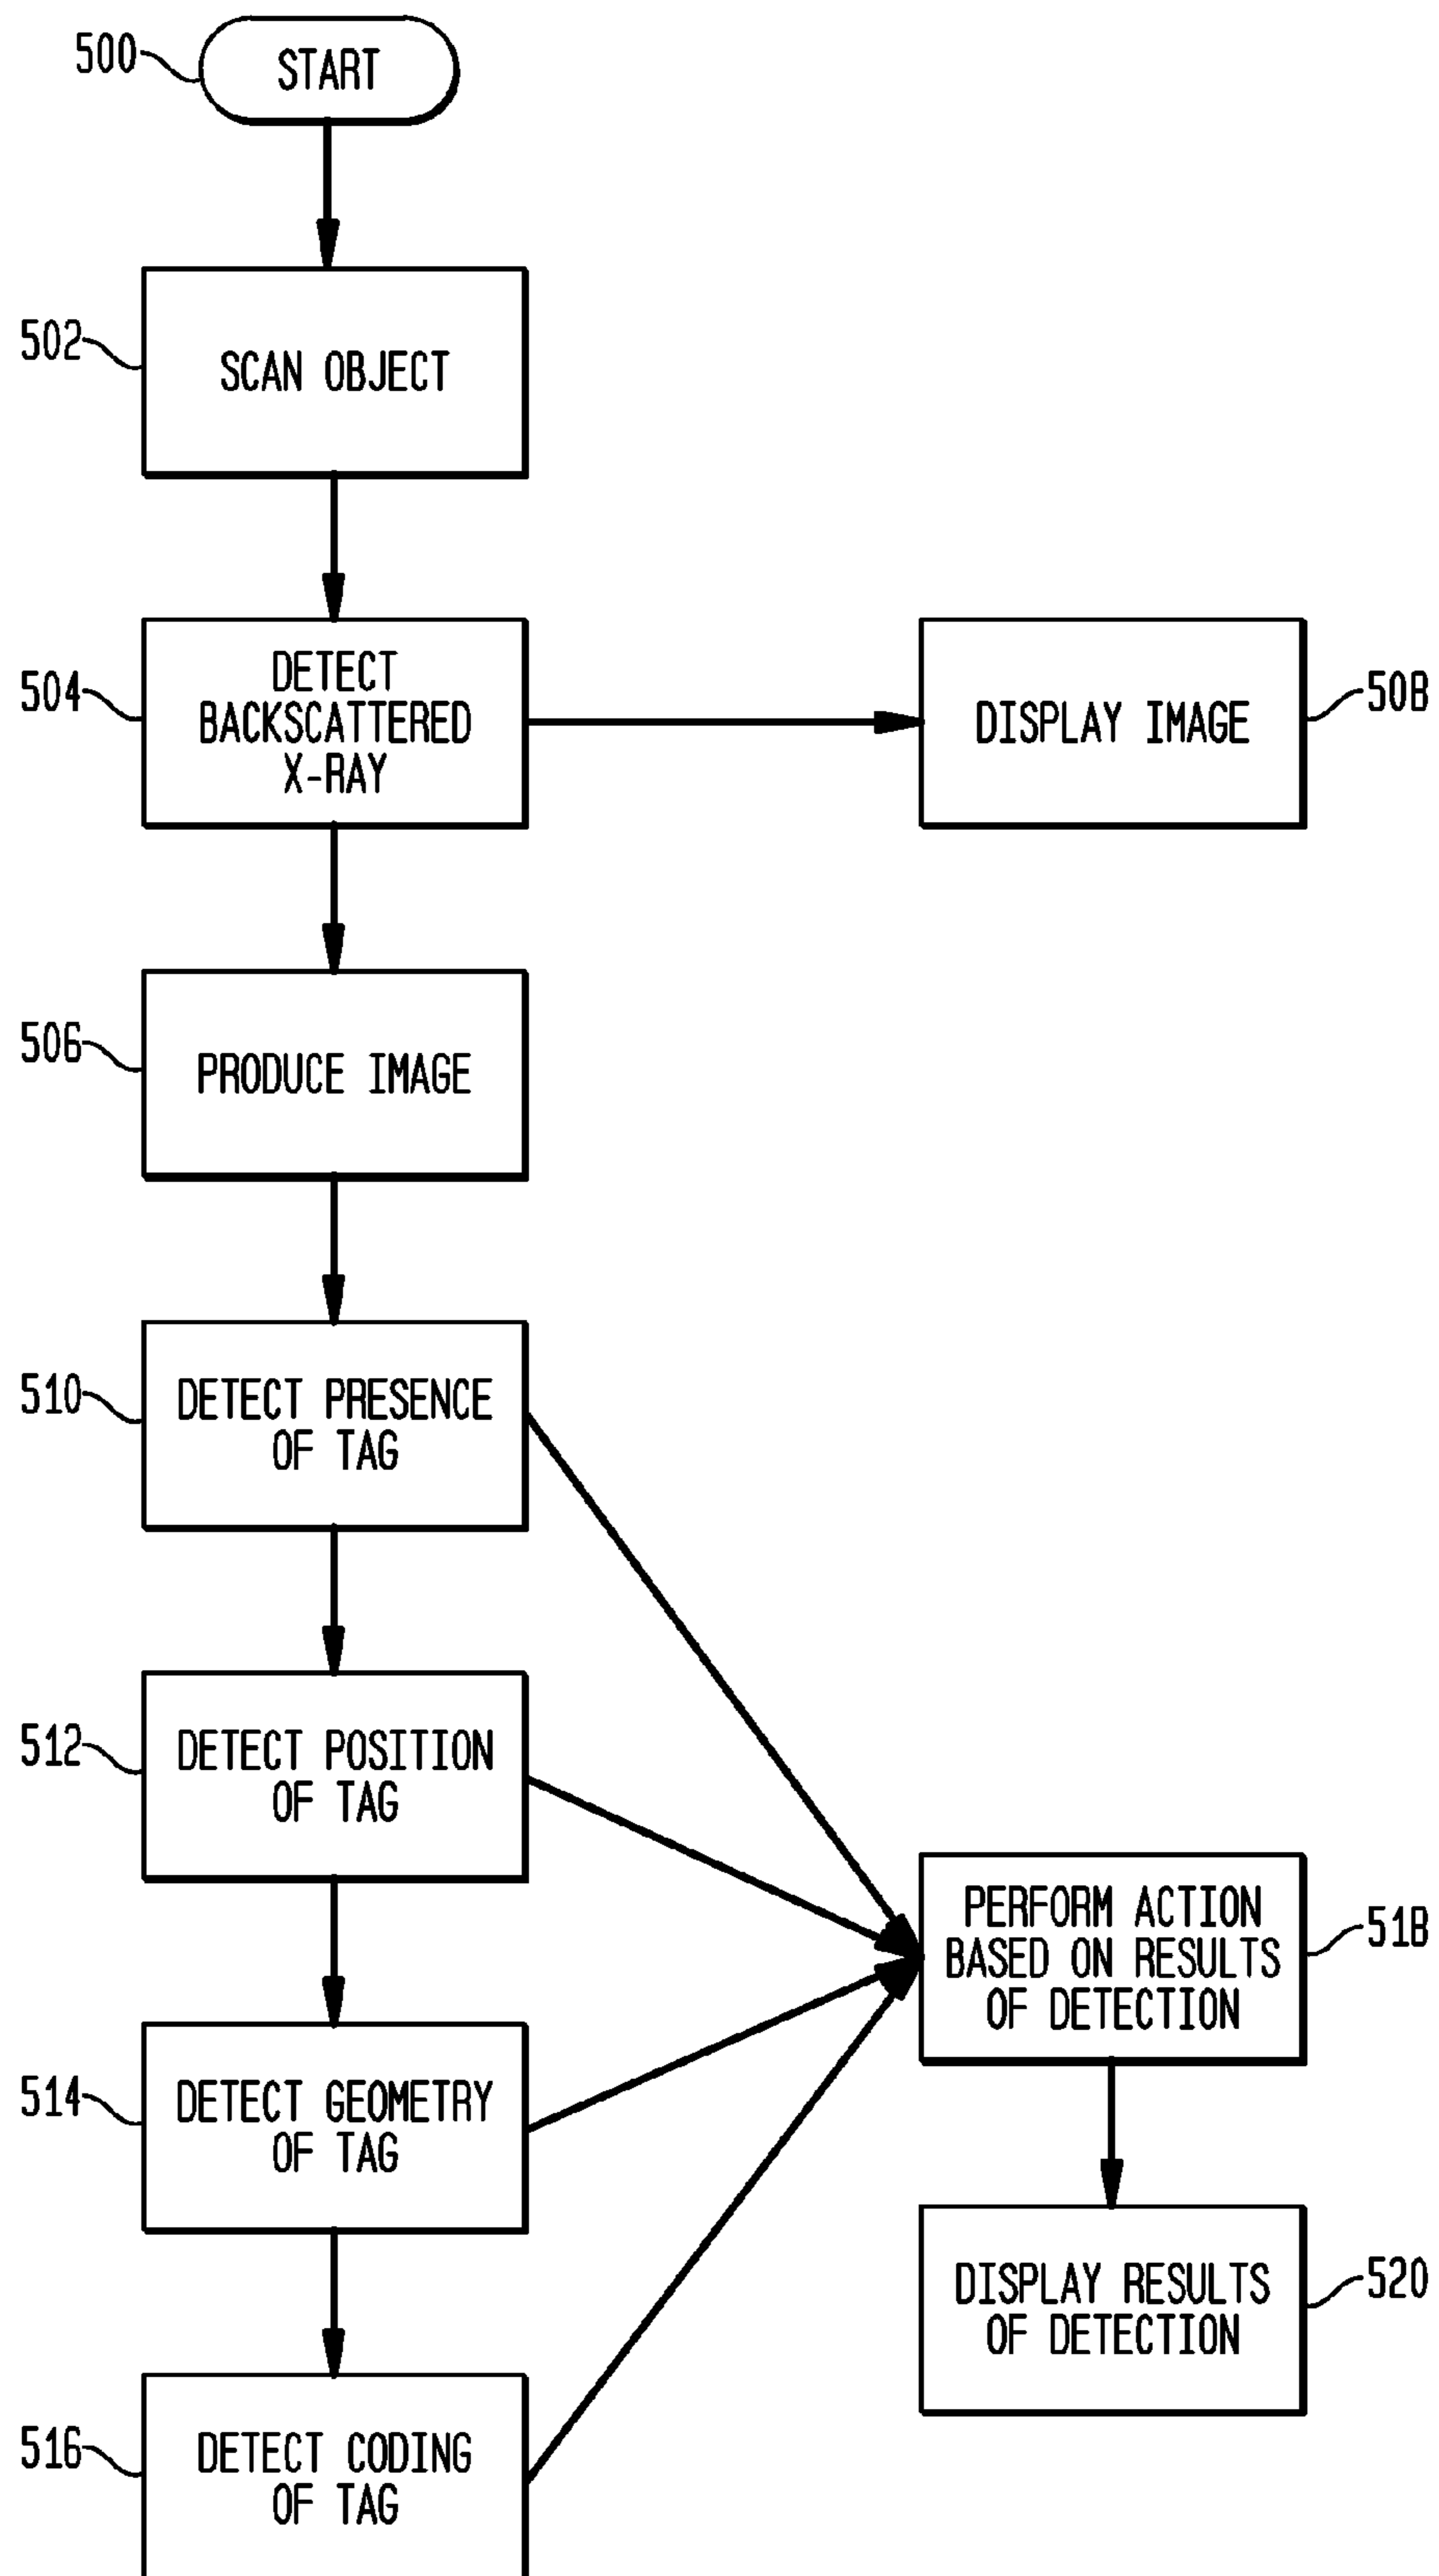 500
START
502
SCAN OBJECT
504
DETECT
BACKSCATTERED
X-RAY
DISPLAY IMAGE
508
506
PRODUCE IMAGE
510
DETECT PRESENCE
OF TAG
512
DETECT POSITION
OF TAG
PERFORM ACTION
BASED ON RESULTS
OF DETECTION
518
514
DETECT GEOMETRY
OF TAG
DISPLAY RESULTS
OF DETECTION
520
516
DETECT CODING
OF TAG